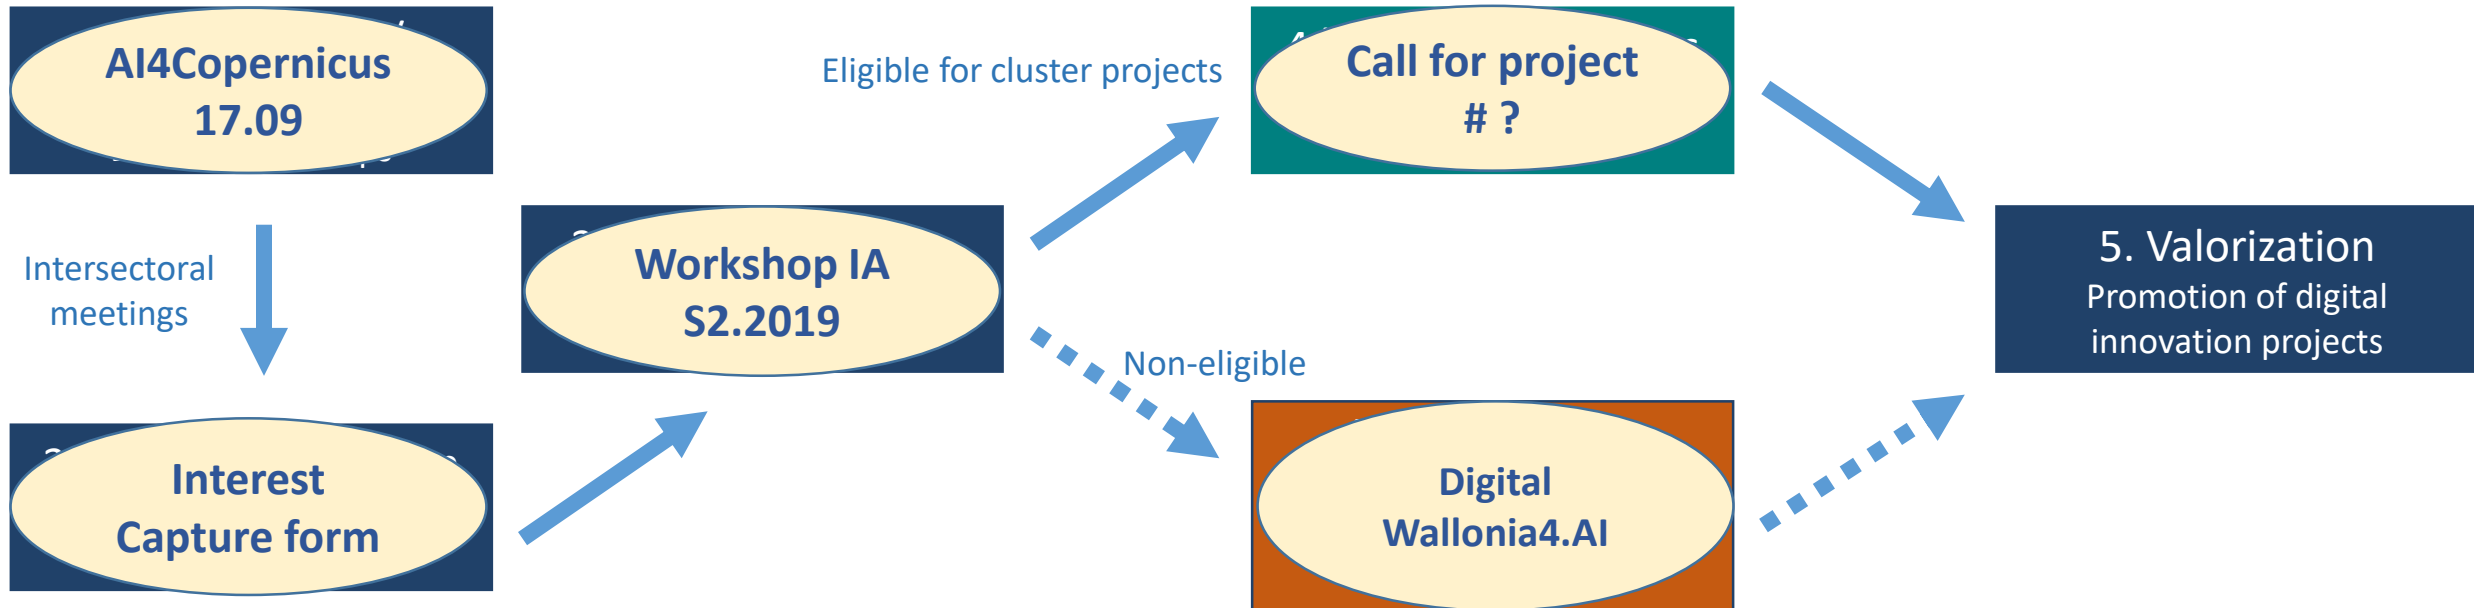 AI4Copernicus
17.09
Intersectoral
meetings
Interest
Capture form
Workshop IA
S2.2019
Eligible for cluster projects
Call for project
# ?
Non-eligible
Digital
Wallonia4.AI
5. Valorization
Promotion of digital
innovation projects